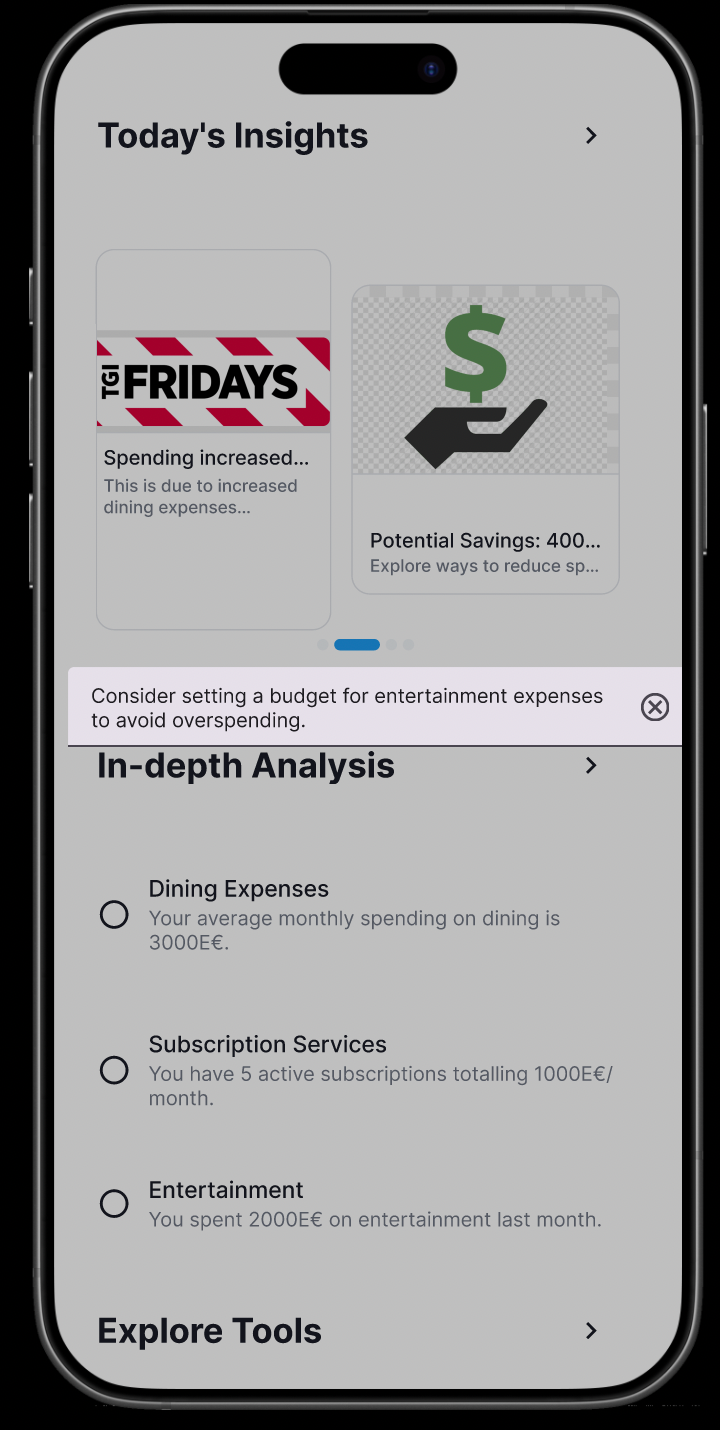 Today's Insights
TGI FRIDAYS
Spending increased...
This is due to increased
dining expenses...
$
Potential Savings: 400...
Explore ways to reduce sp...
Consider setting a budget for entertainment expenses
to avoid overspending.
In-depth Analysis
Dining Expenses
Your average monthly spending on dining is
3000E€.
Subscription Services
You have 5 active subscriptions totalling 1000E€/
month.
Entertainment
You spent 2000E€ on entertainment last month.
Explore Tools